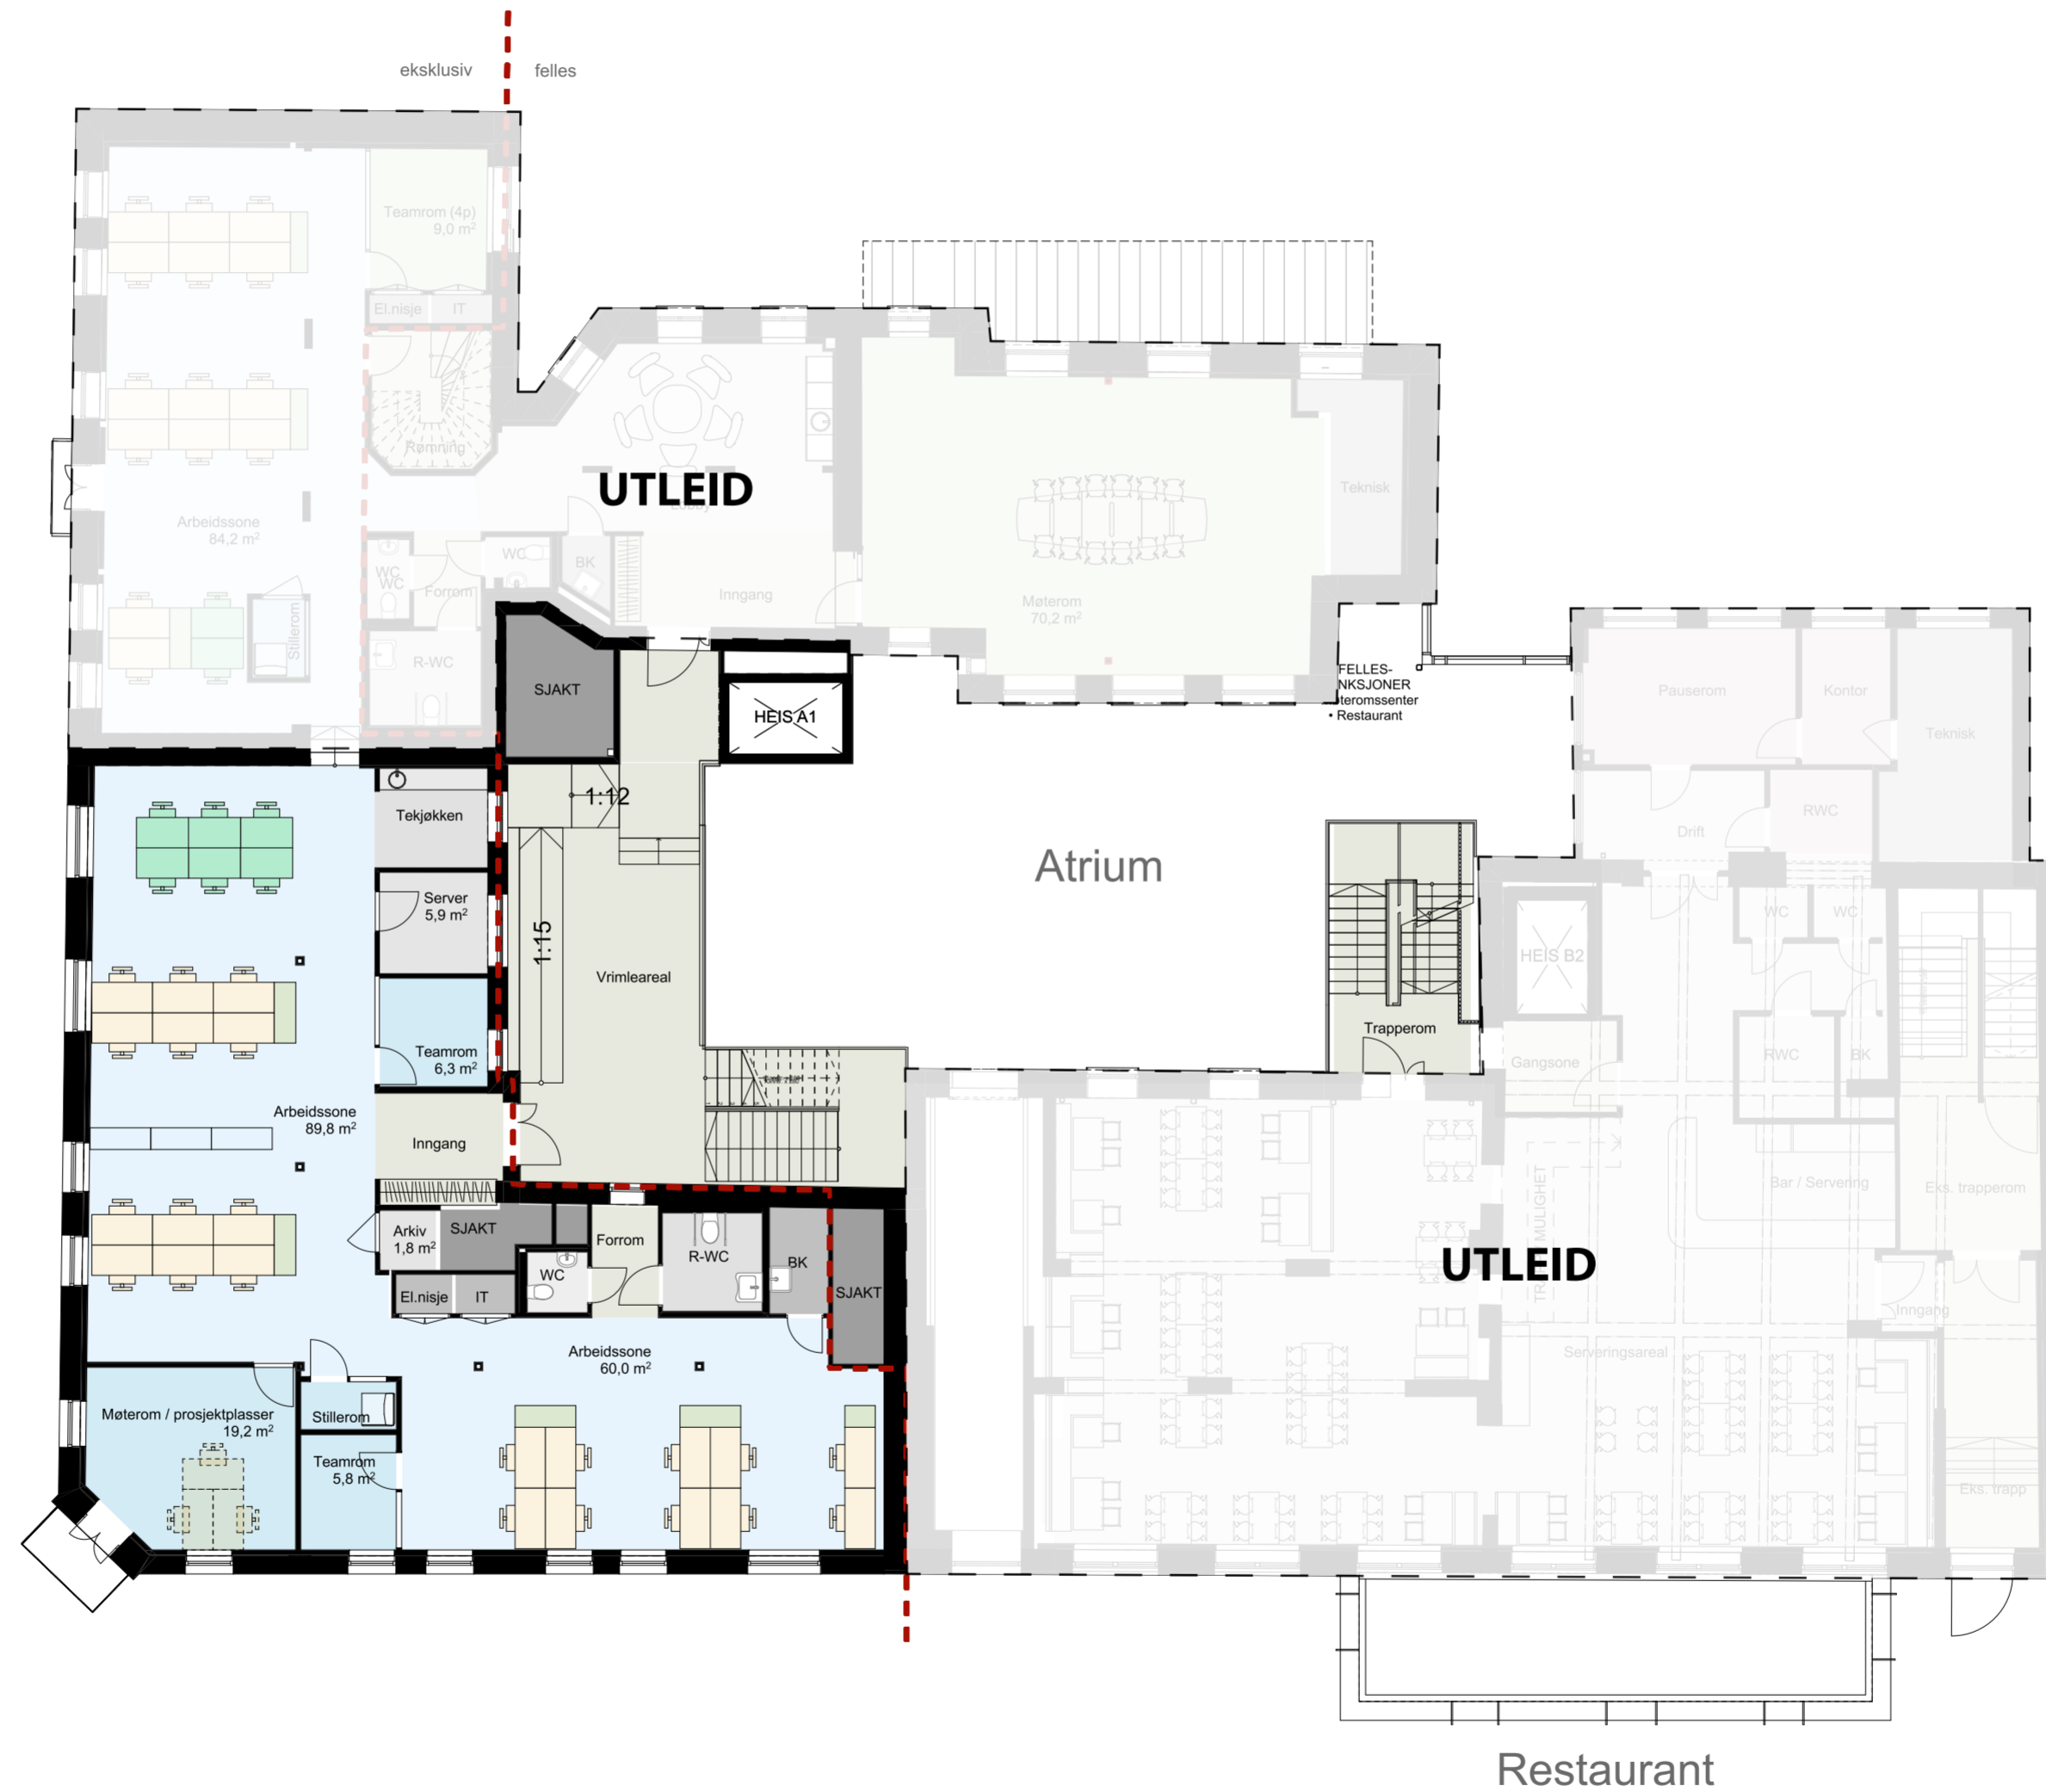 eksklusiv
felles
Teamrom (4p)
9,0 m²
El.nisje
IT
Rømning
UTLEID
Lobby
Teknisk
Arbeidssone
84,2 m²
WC
WC
WC
BK
Forrom
Inngang
Møterom
70,2 m²
Stillerom
R-WC
SJAKT
HEIS A1
FELLES-
NKSJONER
teromssenter
• Restaurant
Pauserom
Kontor
Teknisk
1:12
Tekjøkken
Drift
RWC
Atrium
Server
5,9 m²
1:15
Vrimleareal
WC
WC
HEIS B2
Trapperom
Teamrom
6,3 m²
Gangsone
RWC
BK
Arbeidssone
89,8 m²
Inngang
Bar / Servering
Eks. trapperom
Arkiv
1,8 m²
SJAKT
Forrom
R-WC
BK
WC
UTLEID
El.nisje
IT
SJAKT
MULIGHET
Inngang
Arbeidssone
60,0 m²
Serveringsareal
Møterom / prosjektplasser
19,2 m²
Stillerom
Teamrom
5,8 m²
Eks. trapp
Restaurant